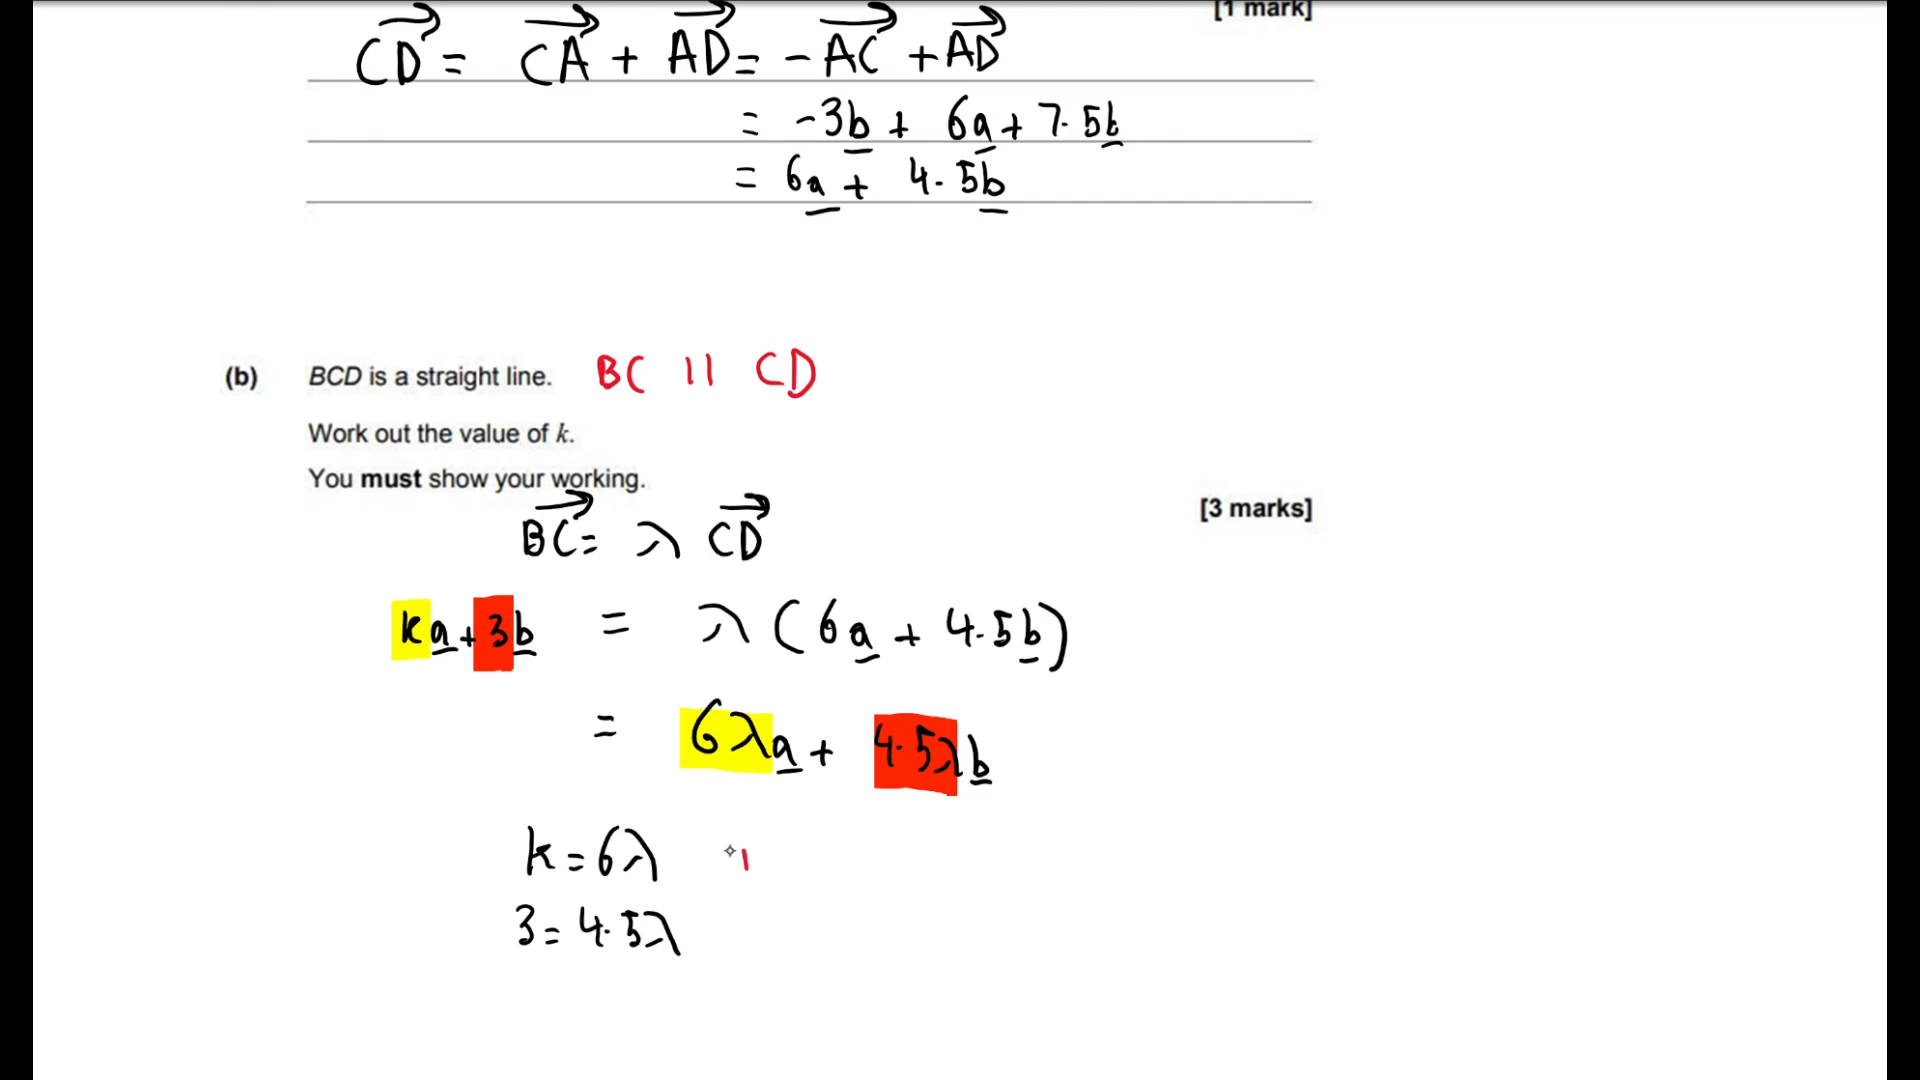 [1 mark]
CD = CA + AD = -AC + AD
= -3b + 6a + 7.5b
= 6a + 4.5b
(b) BCD is a straight line. BC || CD
Work out the value of k.
You must show your working.
[3 marks]
BC = λ CD
ka + 3b = λ(6a + 4.5b)
= 6λa + 4.5λb
k = 6λ
3 = 4.5λ